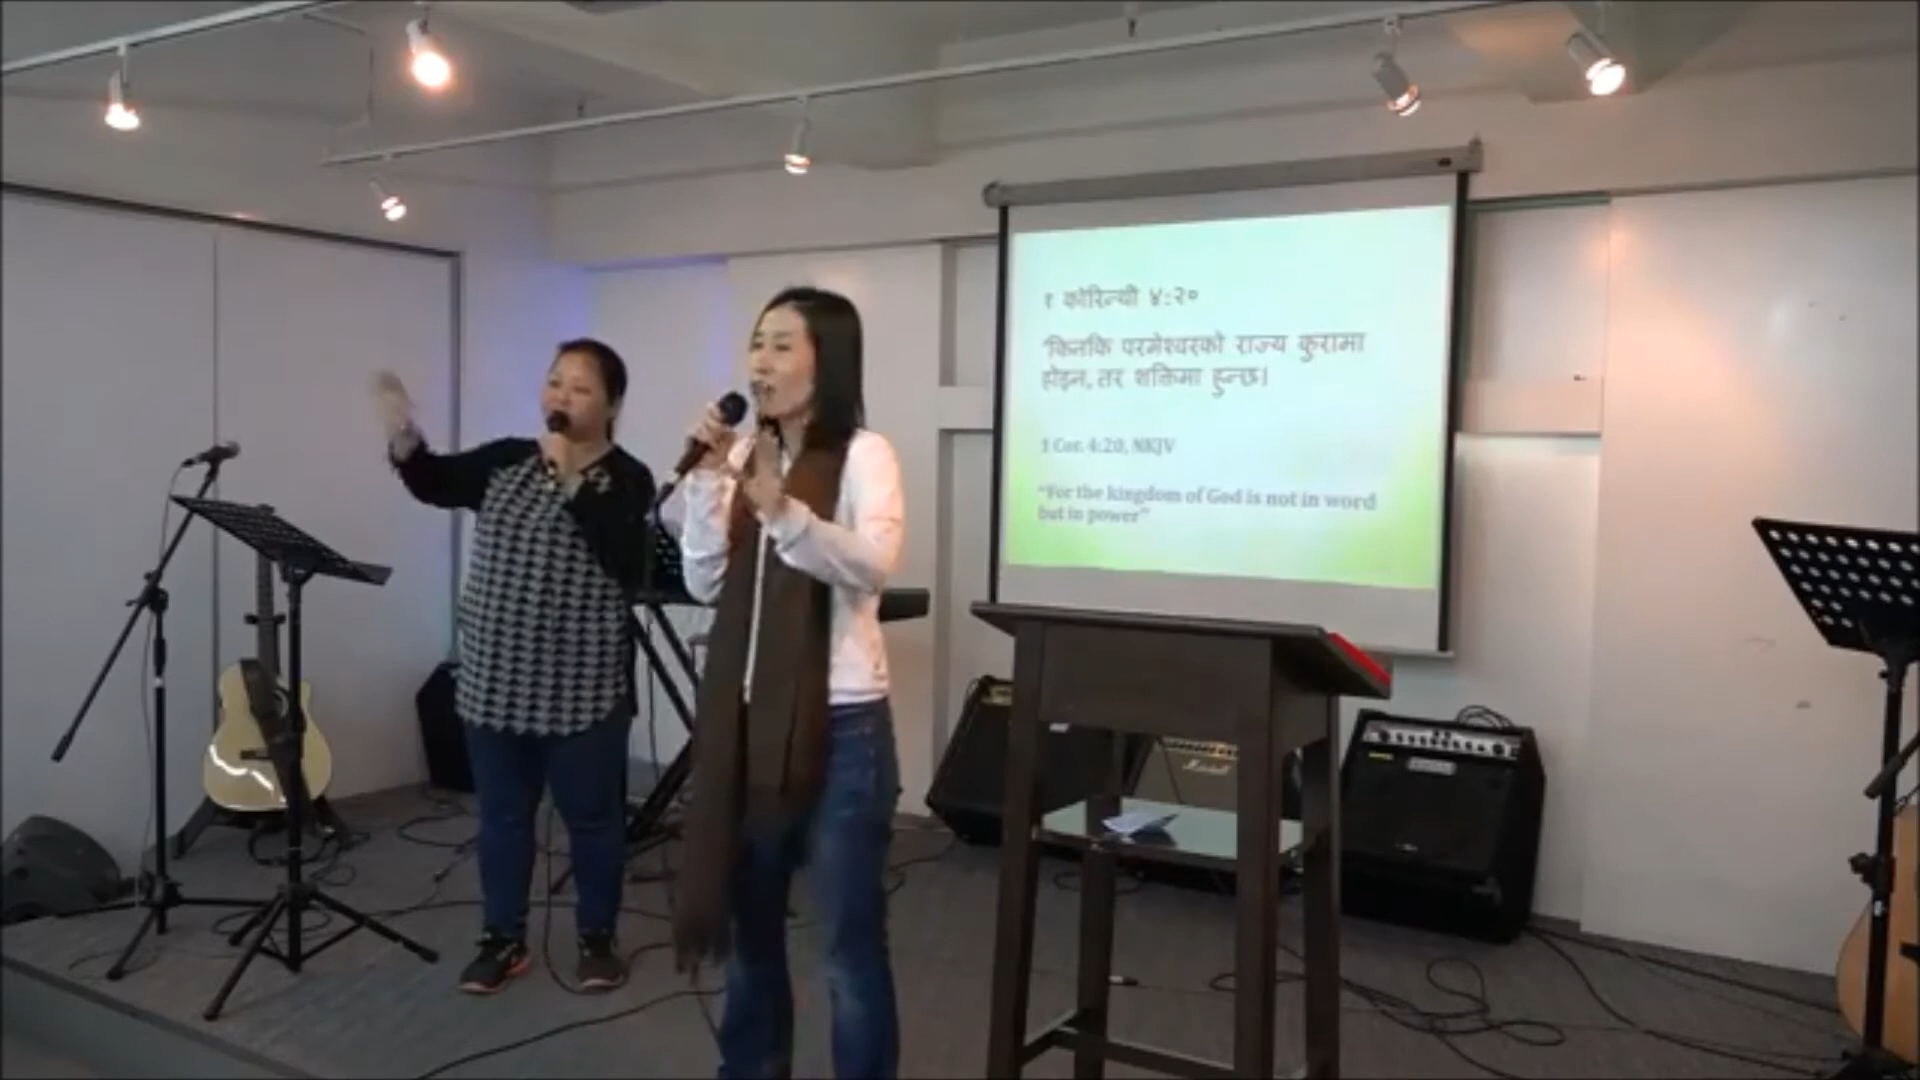 १ कोरिन्थी ४:२०
"किनकि परमेश्वरको राज्य कुरामा
होइन, तर शक्तिमा हुन्छ।
1 Cor. 4:20, NKJV
"For the kingdom of God is not in word
but in power"
Marshall